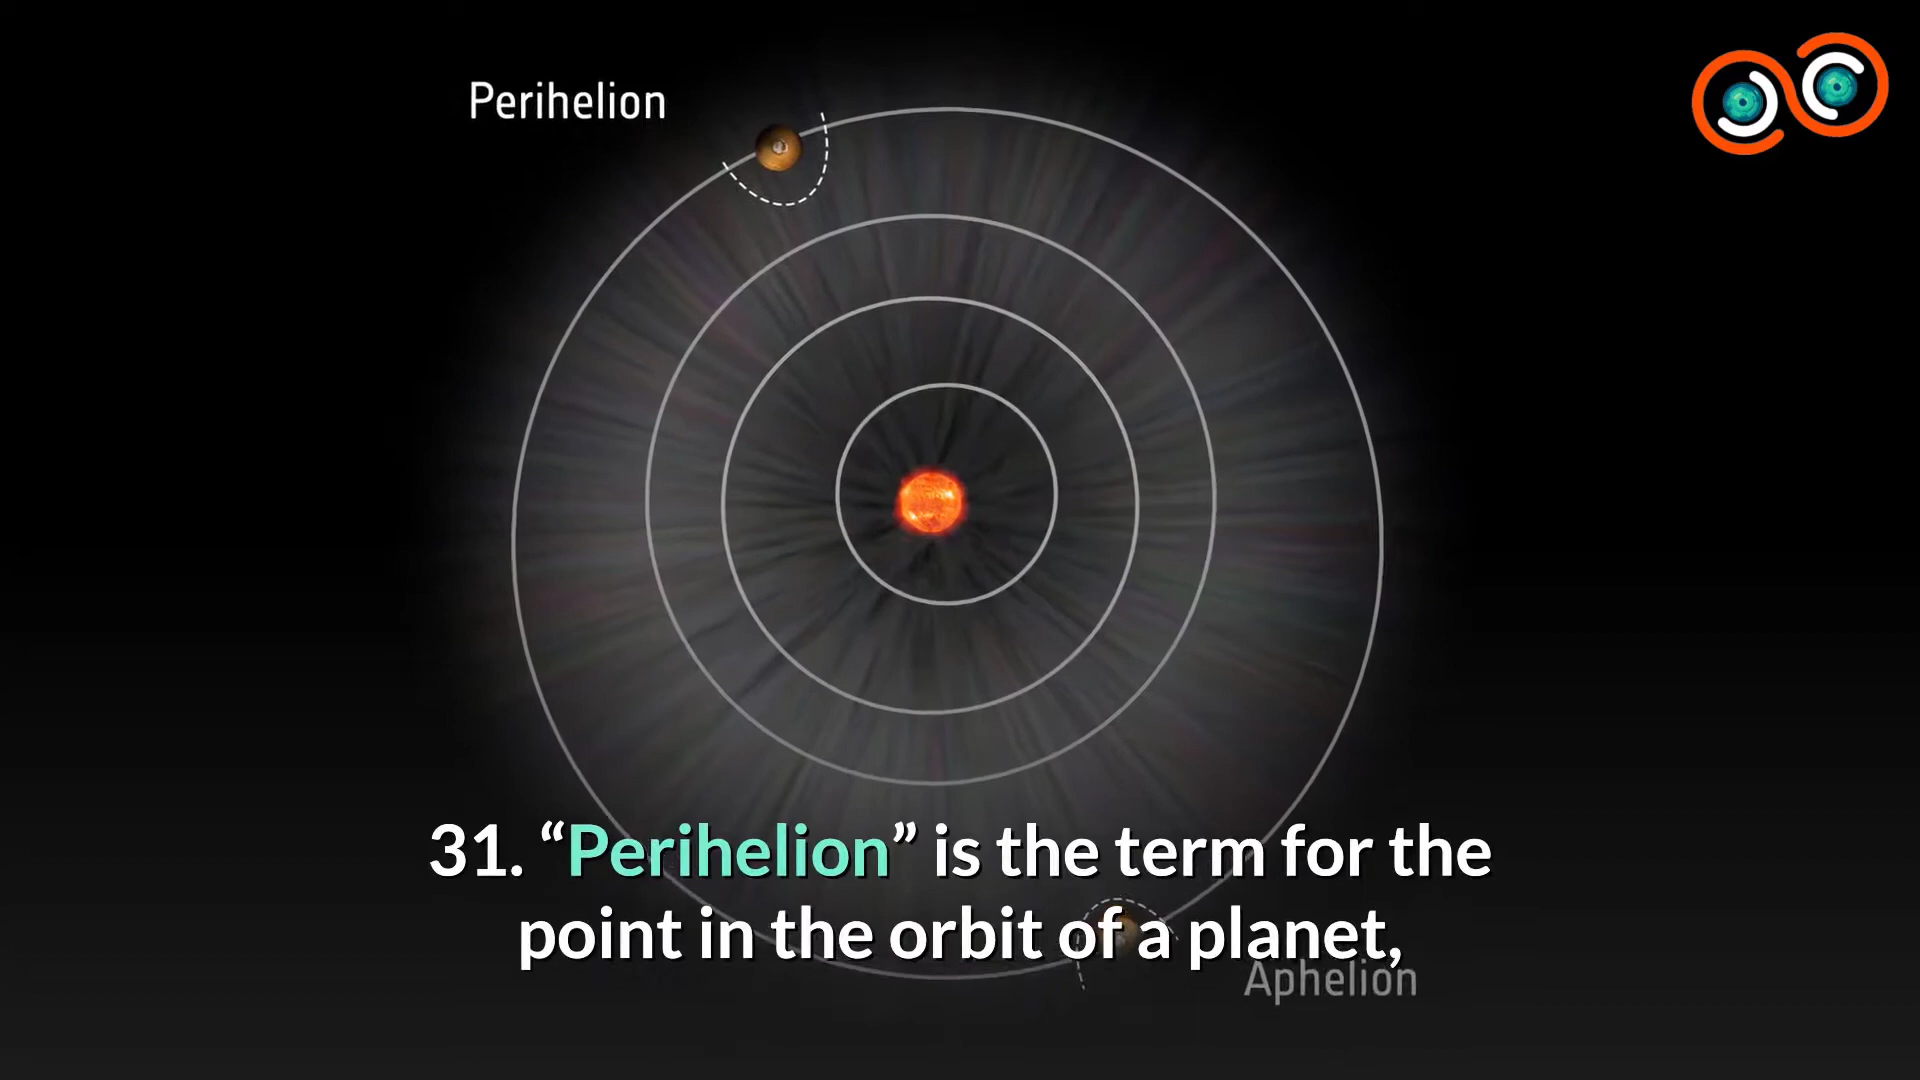 Perihelion
31. “Perihelion” is the term for the
point in the orbit of a planet,
Aphelion